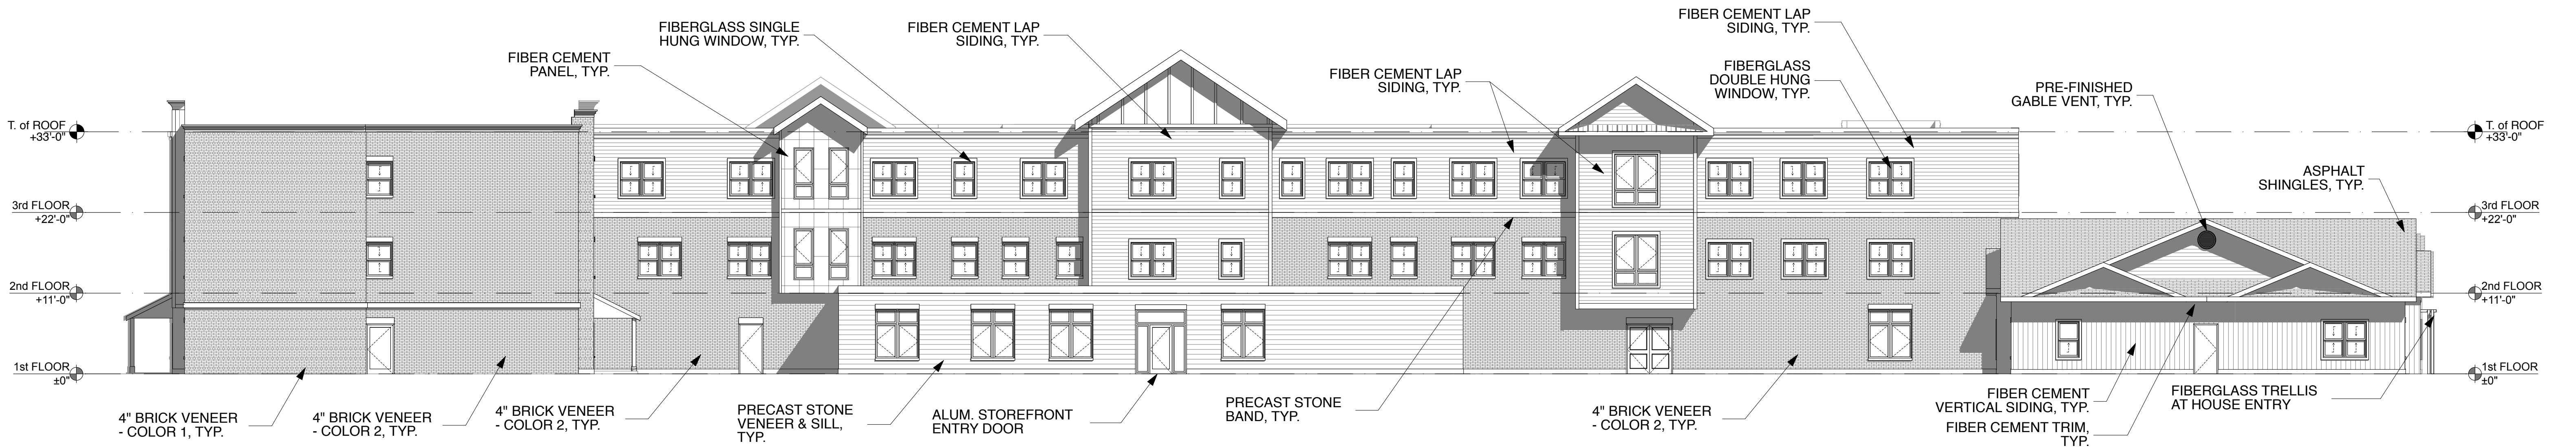 FIBER CEMENT LAP
SIDING, TYP.
FIBERGLASS SINGLE
HUNG WINDOW, TYP.
FIBER CEMENT LAP
SIDING, TYP.
FIBER CEMENT
PANEL, TYP.
FIBER CEMENT LAP
SIDING, TYP.
FIBERGLASS
DOUBLE HUNG
WINDOW, TYP.
PRE-FINISHED
GABLE VENT, TYP.
T. of ROOF
+33'-0"
T. of ROOF
+33'-0"
ASPHALT
SHINGLES, TYP.
3rd FLOOR
+22'-0"
3rd FLOOR
+22'-0"
2nd FLOOR
+11'-0"
2nd FLOOR
+11'-0"
1st FLOOR
±0"
1st FLOOR
±0"
4" BRICK VENEER
- COLOR 1, TYP.
4" BRICK VENEER
- COLOR 2, TYP.
4" BRICK VENEER
- COLOR 2, TYP.
PRECAST STONE
VENEER & SILL,
TYP.
ALUM. STOREFRONT
ENTRY DOOR
PRECAST STONE
BAND, TYP.
4" BRICK VENEER
- COLOR 2, TYP.
FIBER CEMENT
VERTICAL SIDING, TYP.
FIBER CEMENT TRIM,
TYP.
FIBERGLASS TRELLIS
AT HOUSE ENTRY